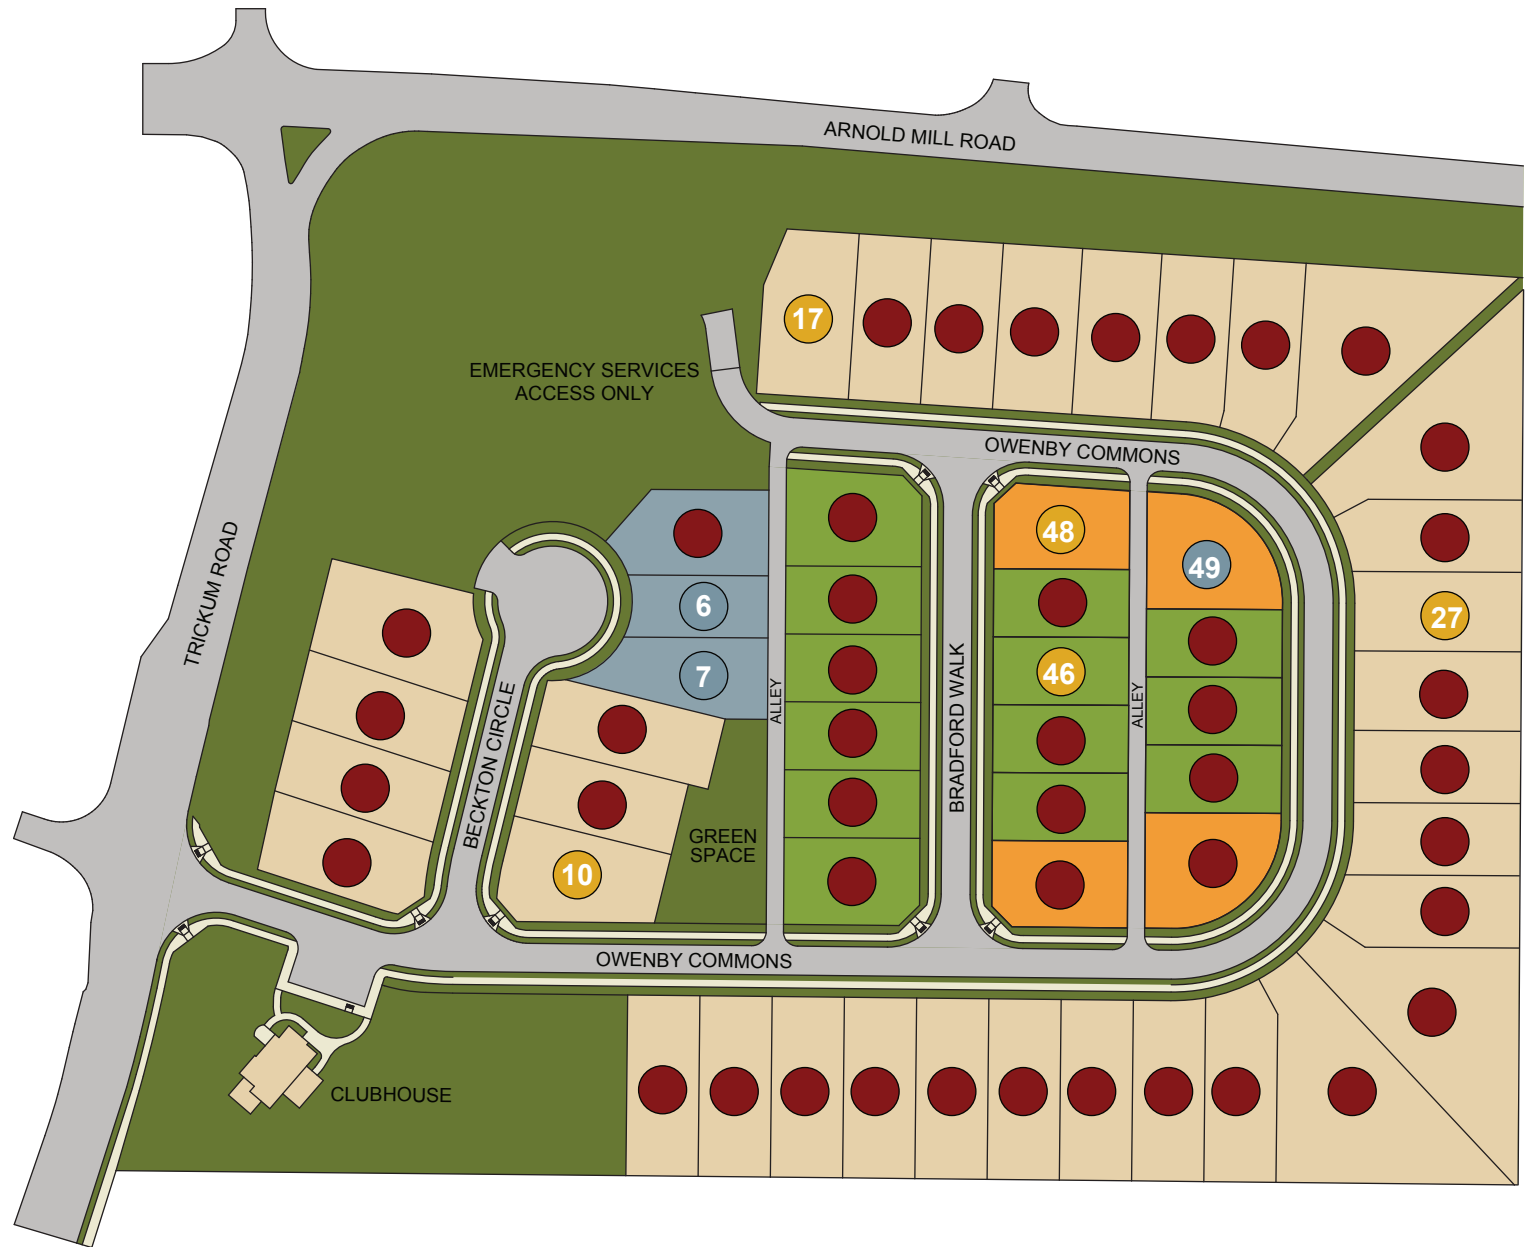 ARNOLD MILL ROAD
17
EMERGENCY SERVICES
ACCESS ONLY
OWENBY COMMONS
TRICKUM ROAD
48
49
6
27
7
46
ALLEY
ALLEY
BRADFORD WALK
BECKTON CIRCLE
GREEN
SPACE
10
OWENBY COMMONS
CLUBHOUSE